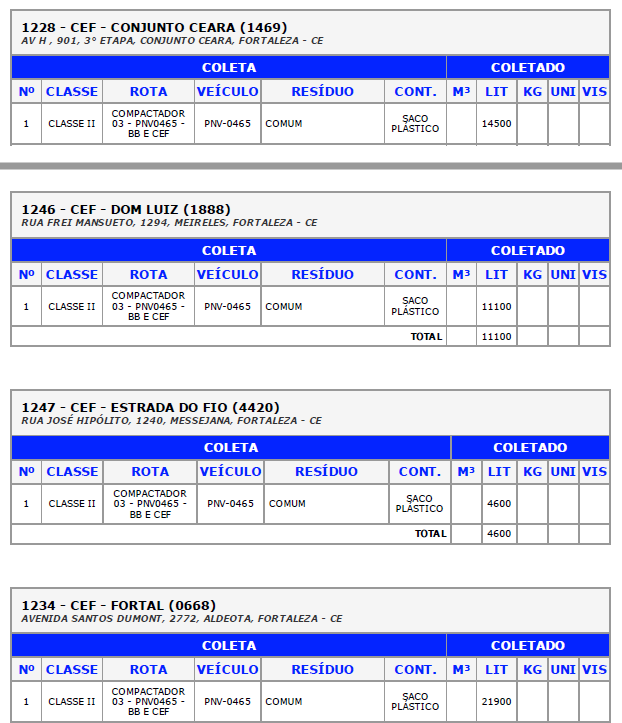 1228 - CEF - CONJUNTO CEARA (1469)
AV H , 901, 3° ETAPA, CONJUNTO CEARA, FORTALEZA - CE
COLETA COLETADO
Nº CLASSE ROTA VEÍCULO RESÍDUO CONT. M³ LIT KG UNI VIS
1 CLASSE II COMPACTADOR 03 - PNV0465 - BB E CEF PNV-0465 COMUM SACO PLÁSTICO 14500
1246 - CEF - DOM LUIZ (1888)
RUA FREI MANSUETO, 1294, MEIRELES, FORTALEZA - CE
COLETA COLETADO
Nº CLASSE ROTA VEÍCULO RESÍDUO CONT. M³ LIT KG UNI VIS
1 CLASSE II COMPACTADOR 03 - PNV0465 - BB E CEF PNV-0465 COMUM SACO PLÁSTICO 11100
TOTAL 11100
1247 - CEF - ESTRADA DO FIO (4420)
RUA JOSÉ HIPÓLITO, 1240, MESSEJANA, FORTALEZA - CE
COLETA COLETADO
Nº CLASSE ROTA VEÍCULO RESÍDUO CONT. M³ LIT KG UNI VIS
1 CLASSE II COMPACTADOR 03 - PNV0465 - BB E CEF PNV-0465 COMUM SACO PLÁSTICO 4600
TOTAL 4600
1234 - CEF - FORTAL (0668)
AVENIDA SANTOS DUMONT, 2772, ALDEOTA, FORTALEZA - CE
COLETA COLETADO
Nº CLASSE ROTA VEÍCULO RESÍDUO CONT. M³ LIT KG UNI VIS
1 CLASSE II COMPACTADOR 03 - PNV0465 - BB E CEF PNV-0465 COMUM SACO PLÁSTICO 21900